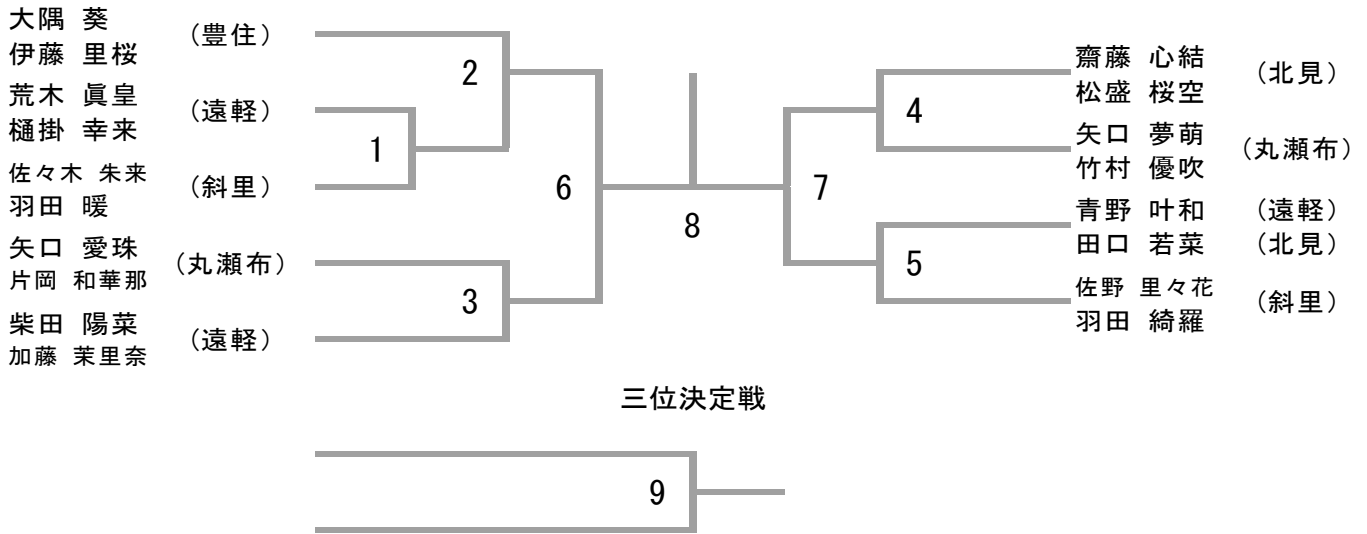 大隅 葵
伊藤 里桜
(豊住)
荒木 眞皇
樋掛 幸来
(遠軽)
佐々木 朱来
羽田 暖
(斜里)
矢口 愛珠
片岡 和華那
(丸瀬布)
柴田 陽菜
加藤 茉里奈
(遠軽)
1
2
3
6
8
7
4
5
齋藤 心結
松盛 桜空
(北見)
矢口 夢萌
竹村 優吹
(丸瀬布)
青野 叶和 (遠軽)
田口 若菜 (北見)
佐野 里々花
羽田 綺羅
(斜里)
三位決定戦
9